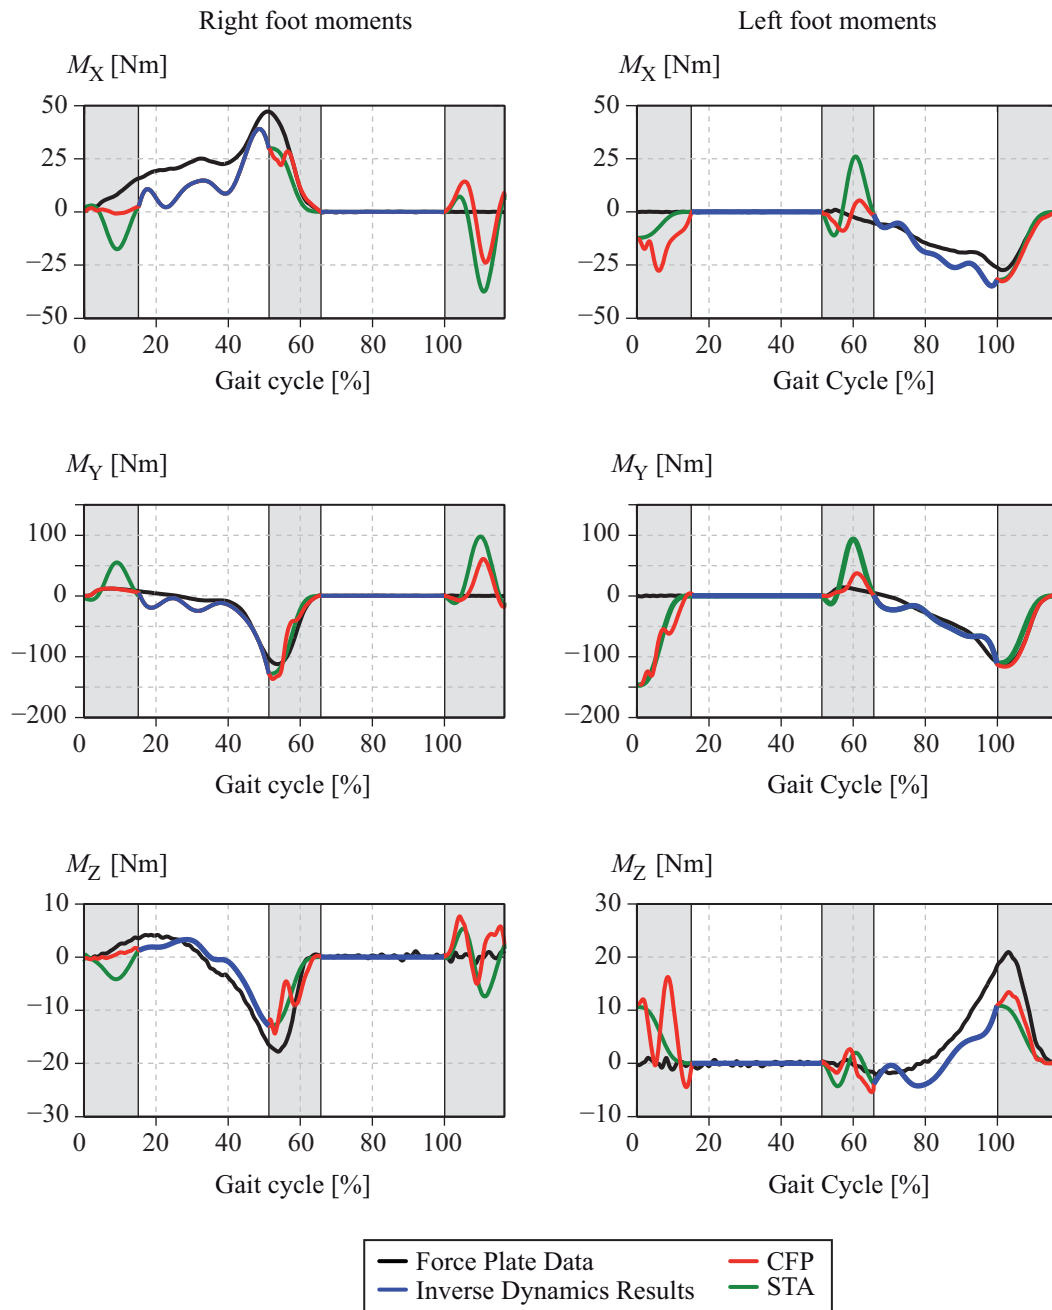 Right foot moments
Left foot moments
MX [Nm]
MX [Nm]
50
25
0
−25
−50
0 20 40 60 80 100
Gait cycle [%]
50
25
0
−25
−50
0 20 40 60 80 100
Gait Cycle [%]
MY [Nm]
MY [Nm]
100
0
−100
−200
0 20 40 60 80 100
Gait cycle [%]
100
0
−100
−200
0 20 40 60 80 100
Gait Cycle [%]
MZ [Nm]
MZ [Nm]
10
0
−10
−20
−30
0 20 40 60 80 100
Gait cycle [%]
30
20
10
0
−10
0 20 40 60 80 100
Gait Cycle [%]
Force Plate Data
CFP
Inverse Dynamics Results
STA